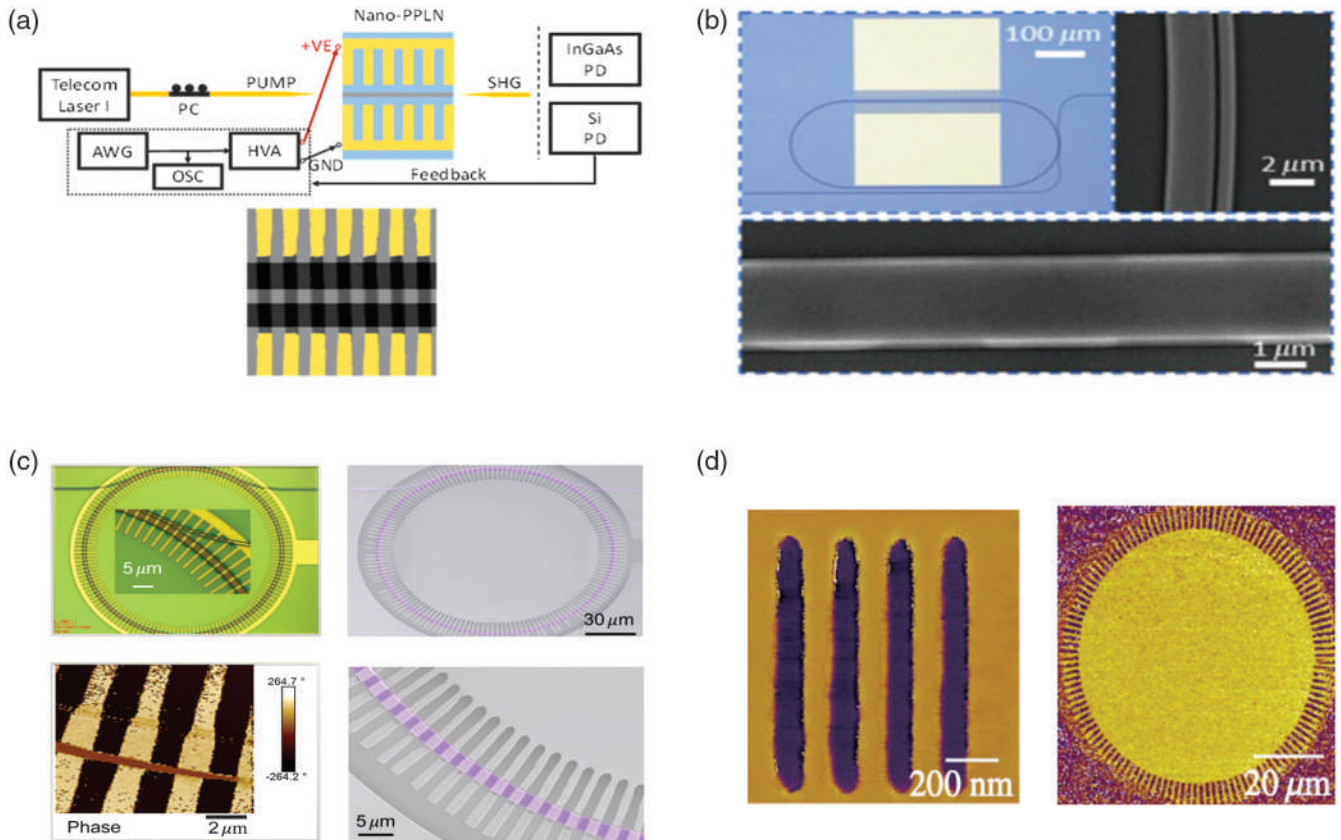 (a)
Nano-PPLN
+VE
Telecom
Laser I
PC
PUMP
SHG
InGaAs
PD
Si
PD
AWG
OSC
HVA
GND
Feedback
(b)
100 μm
2 μm
1 μm
(c)
5 μm
30 μm
264.7 °
-264.2 °
Phase
2 μm
5 μm
(d)
200 nm
20 μm